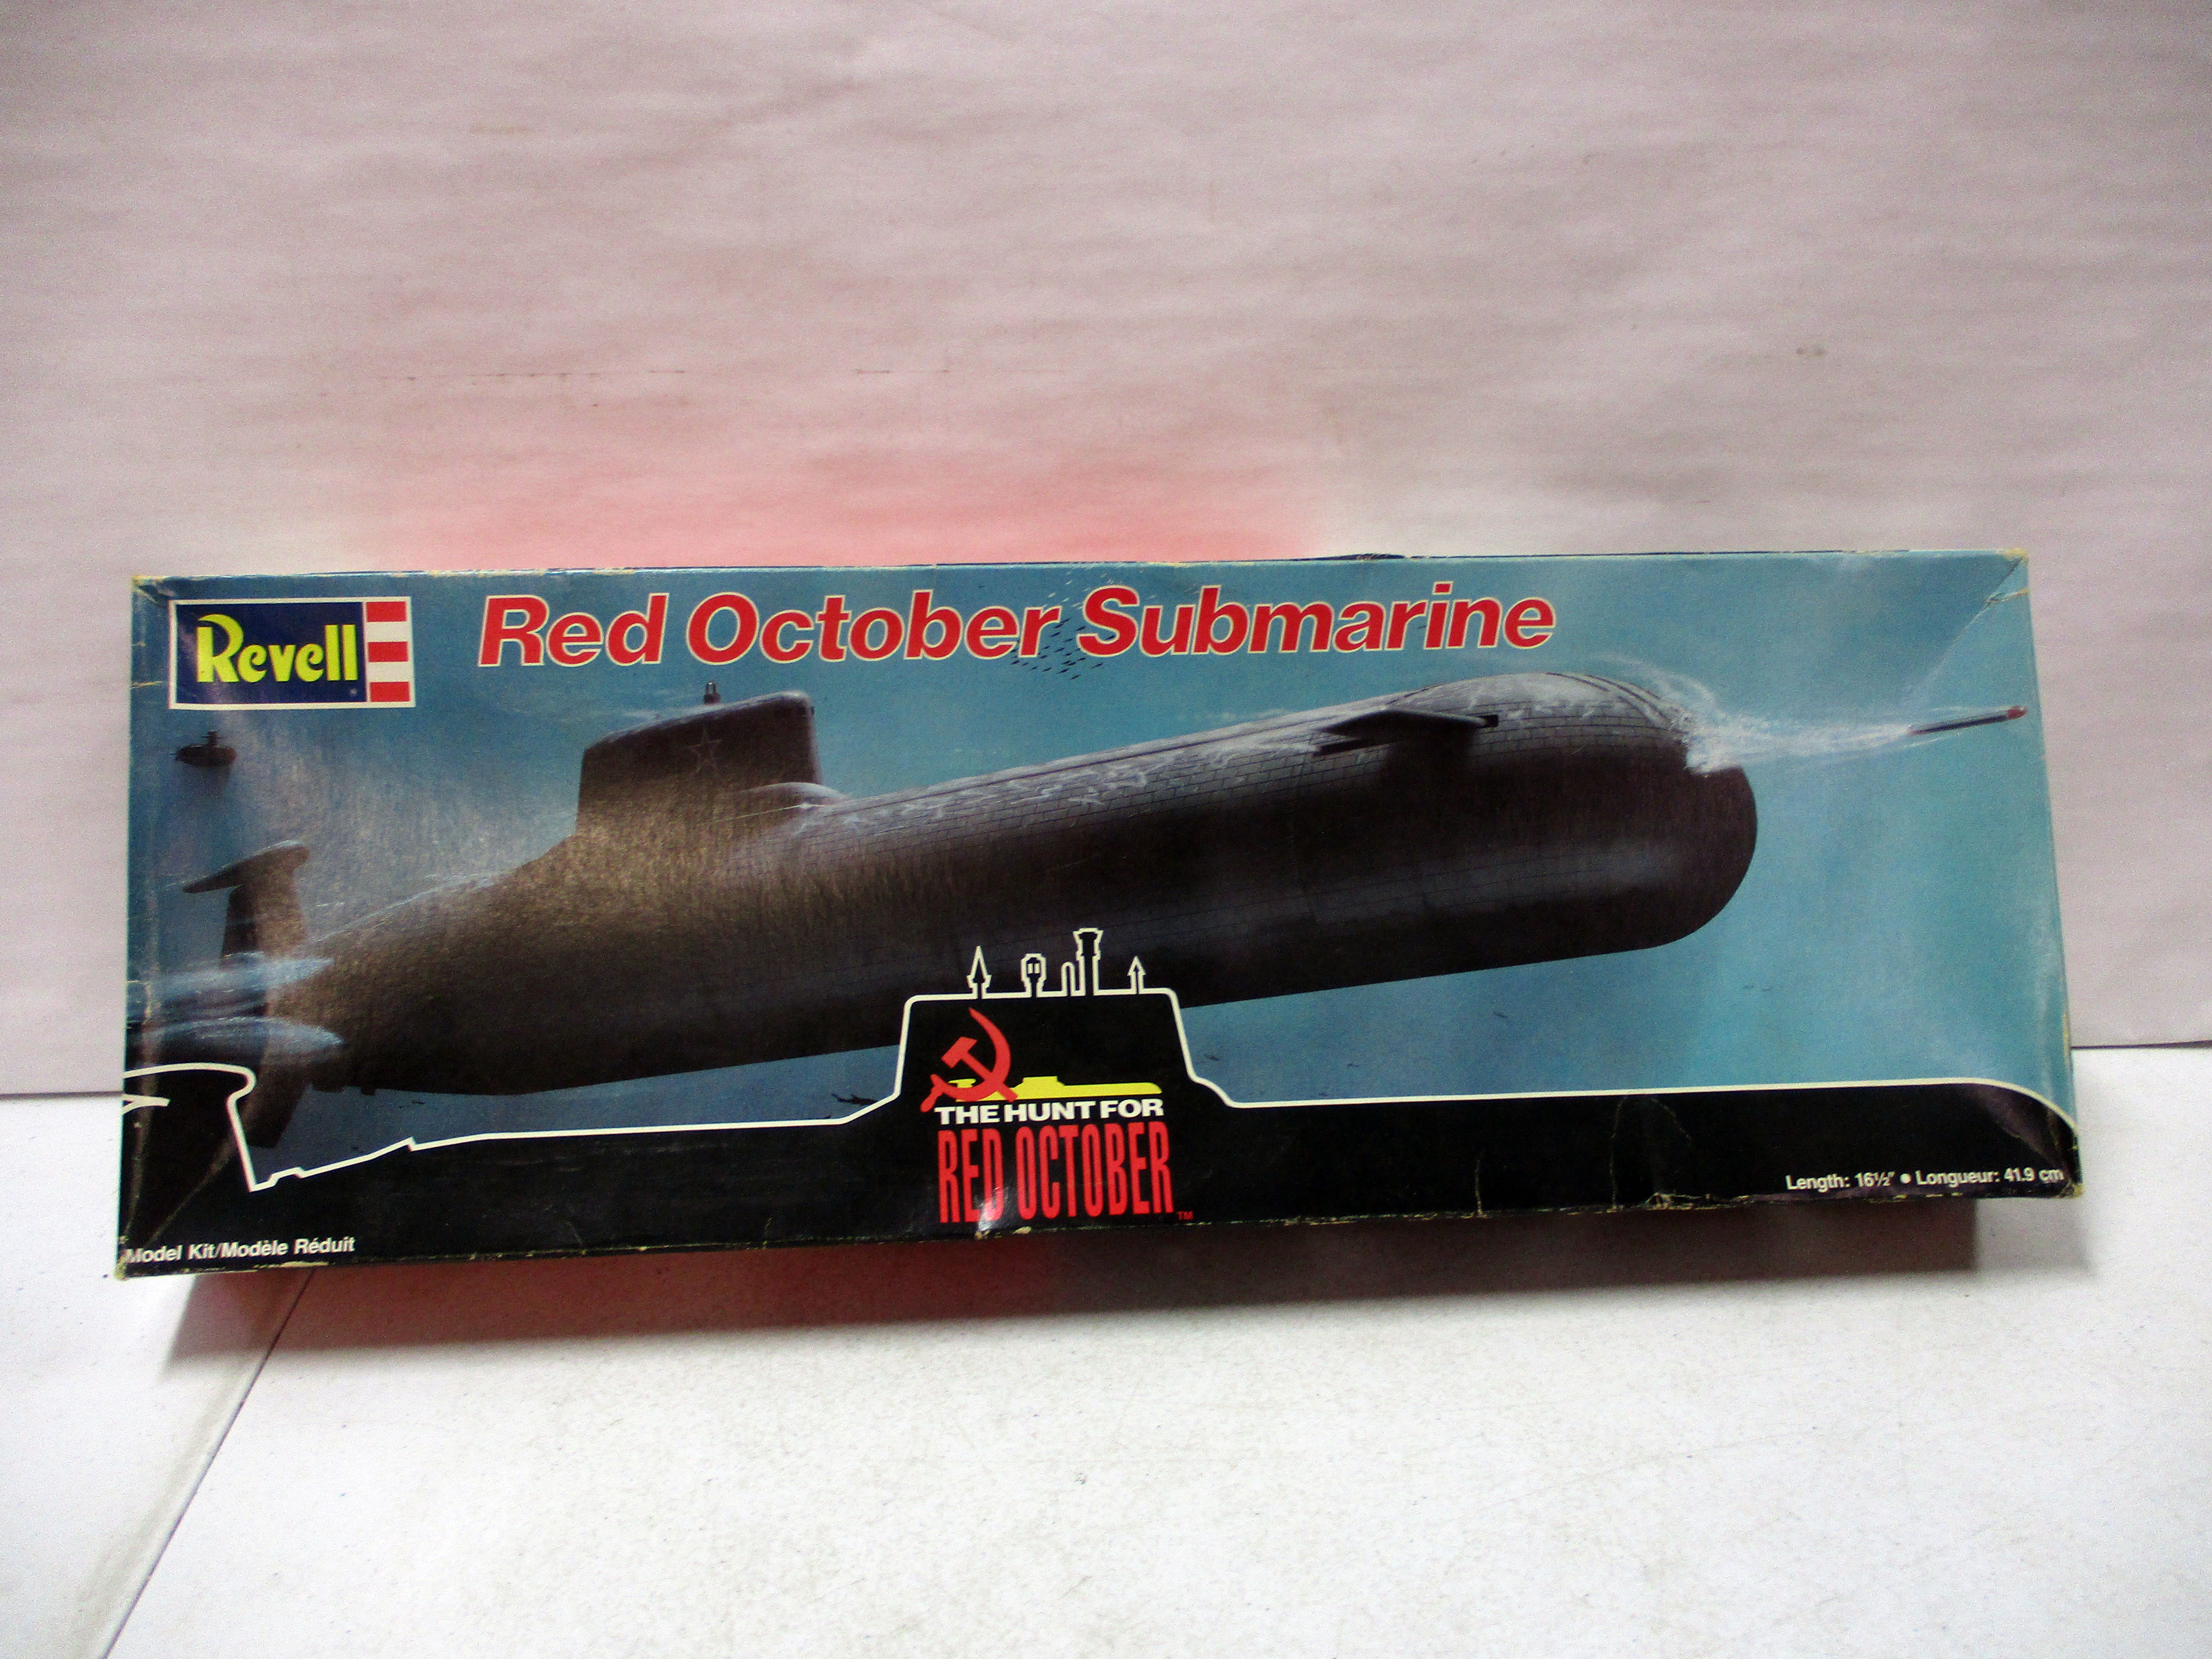 Revell
Red October Submarine
THE HUNT FOR
RED OCTOBER™
Length: 16½" • Longueur: 41.9 cm
Model Kit/Modèle Réduit